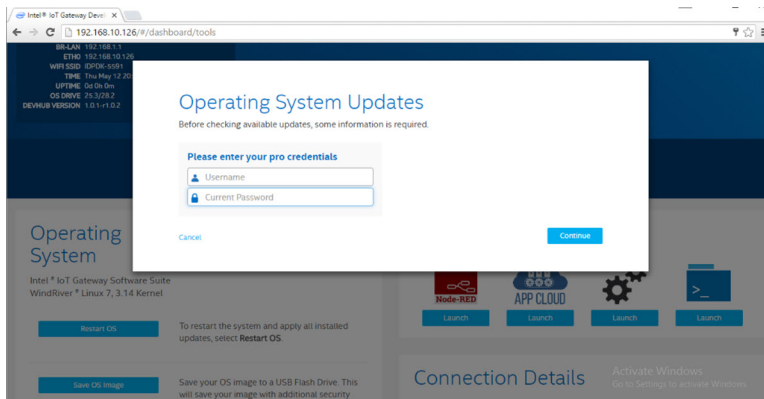 Intel® IoT Gateway Devel
192.168.10.126/#/dashboard/tools
BR-LAN 192.168.1.1
ETH0 192.168.10.126
WIFI SSID IDPDK-5591
TIME Thu May 12 20:
UPTIME 0d 0h 0m
OS DRIVE 25.3/28.2
DEVHUB VERSION 1.0.1-r1.0.2
Operating System Updates
Before checking available updates, some information is required.
Please enter your pro credentials
Username
Current Password
Cancel
Continue
Operating
System
Intel ® IoT Gateway Software Suite
WindRiver ® Linux 7, 3.14 Kernel
Restart OS
To restart the system and apply all installed
updates, select Restart OS.
Save OS Image
Save your OS image to a USB Flash Drive. This
will save your image with additional security
Node-RED
APP CLOUD
>_
Launch
Launch
Launch
Launch
Connection Details
Activate Windows
Go to Settings to activate Windows.